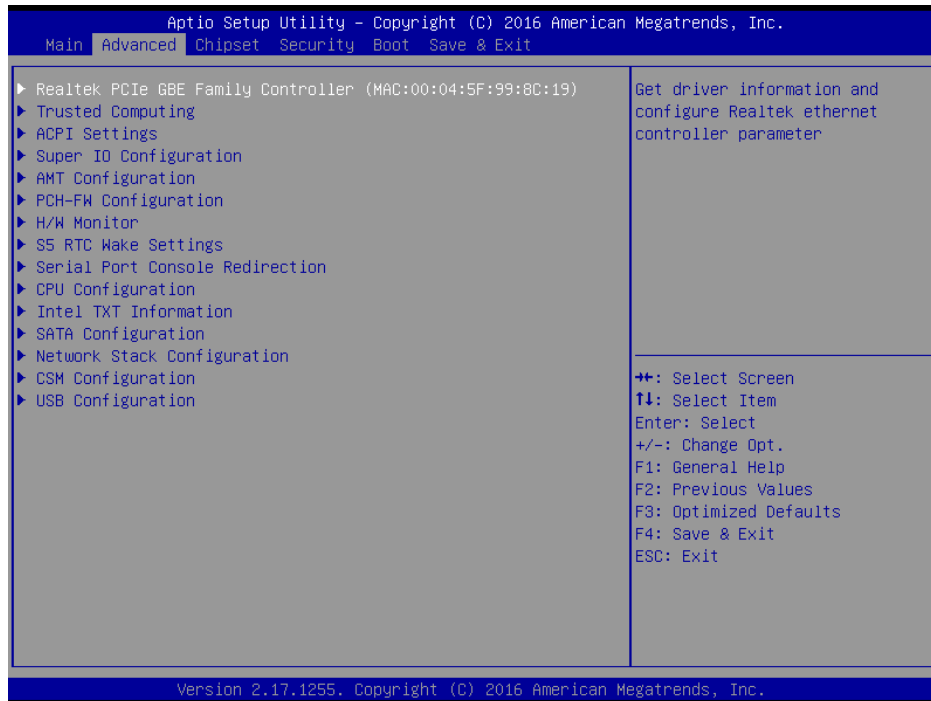 Aptio Setup Utility – Copyright (C) 2016 American Megatrends, Inc.
Main Advanced Chipset Security Boot Save & Exit
Realtek PCIe GBE Family Controller (MAC:00:04:5F:99:8C:19)
Trusted Computing
ACPI Settings
Super IO Configuration
AMT Configuration
PCH-FW Configuration
H/W Monitor
S5 RTC Wake Settings
Serial Port Console Redirection
CPU Configuration
Intel TXT Information
SATA Configuration
Network Stack Configuration
CSM Configuration
USB Configuration
Get driver information and
configure Realtek ethernet
controller parameter
→←: Select Screen
↑↓: Select Item
Enter: Select
+/-: Change Opt.
F1: General Help
F2: Previous Values
F3: Optimized Defaults
F4: Save & Exit
ESC: Exit
Version 2.17.1255. Copyright (C) 2016 American Megatrends, Inc.